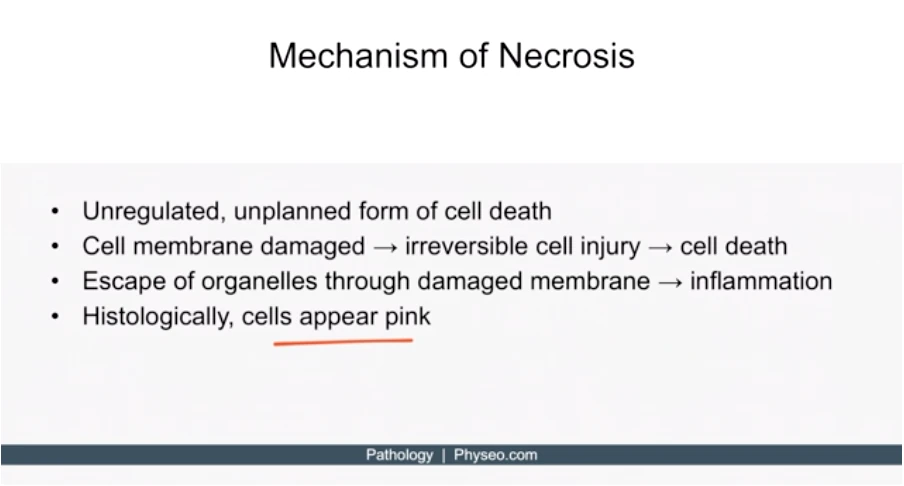 Mechanism of Necrosis
• Unregulated, unplanned form of cell death
• Cell membrane damaged → irreversible cell injury → cell death
• Escape of organelles through damaged membrane → inflammation
• Histologically, cells appear pink
Pathology | Physeo.com